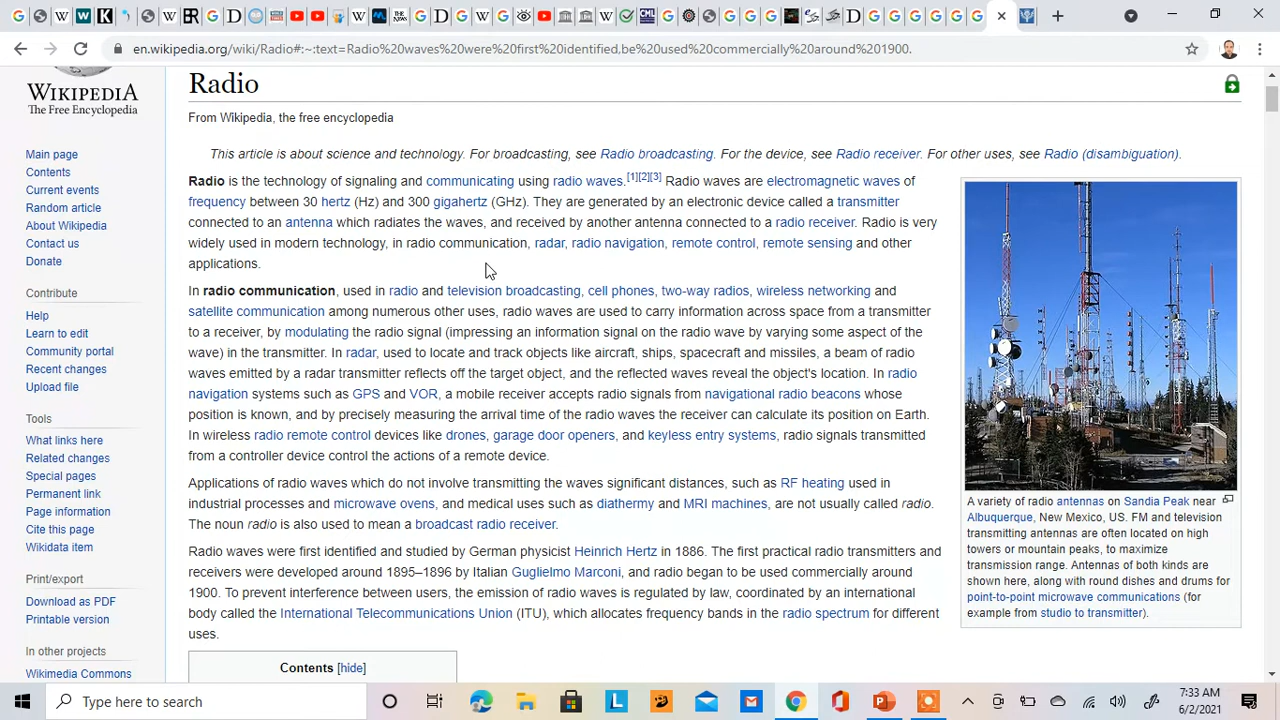 en.wikipedia.org/wiki/Radio#:~:text=Radio%20waves%20were%20first%20identified,be%20used%20commercially%20around%201900.
WIKIPEDIA
The Free Encyclopedia
Main page
Contents
Current events
Random article
About Wikipedia
Contact us
Donate
Contribute
Help
Learn to edit
Community portal
Recent changes
Upload file
Tools
What links here
Related changes
Special pages
Permanent link
Page information
Cite this page
Wikidata item
Print/export
Download as PDF
Printable version
In other projects
Wikimedia Commons
Radio
From Wikipedia, the free encyclopedia
This article is about science and technology. For broadcasting, see Radio broadcasting. For the device, see Radio receiver. For other uses, see Radio (disambiguation).
Radio is the technology of signaling and communicating using radio waves.[1][2][3] Radio waves are electromagnetic waves of
frequency between 30 hertz (Hz) and 300 gigahertz (GHz). They are generated by an electronic device called a transmitter
connected to an antenna which radiates the waves, and received by another antenna connected to a radio receiver. Radio is very
widely used in modern technology, in radio communication, radar, radio navigation, remote control, remote sensing and other
applications.
In radio communication, used in radio and television broadcasting, cell phones, two-way radios, wireless networking and
satellite communication among numerous other uses, radio waves are used to carry information across space from a transmitter
to a receiver, by modulating the radio signal (impressing an information signal on the radio wave by varying some aspect of the
wave) in the transmitter. In radar, used to locate and track objects like aircraft, ships, spacecraft and missiles, a beam of radio
waves emitted by a radar transmitter reflects off the target object, and the reflected waves reveal the object's location. In radio
navigation systems such as GPS and VOR, a mobile receiver accepts radio signals from navigational radio beacons whose
position is known, and by precisely measuring the arrival time of the radio waves the receiver can calculate its position on Earth.
In wireless radio remote control devices like drones, garage door openers, and keyless entry systems, radio signals transmitted
from a controller device control the actions of a remote device.
Applications of radio waves which do not involve transmitting the waves significant distances, such as RF heating used in
industrial processes and microwave ovens, and medical uses such as diathermy and MRI machines, are not usually called radio.
The noun radio is also used to mean a broadcast radio receiver.
Radio waves were first identified and studied by German physicist Heinrich Hertz in 1886. The first practical radio transmitters and
receivers were developed around 1895–1896 by Italian Guglielmo Marconi, and radio began to be used commercially around
1900. To prevent interference between users, the emission of radio waves is regulated by law, coordinated by an international
body called the International Telecommunications Union (ITU), which allocates frequency bands in the radio spectrum for different
uses.
Contents [hide]
A variety of radio antennas on Sandia Peak near
Albuquerque, New Mexico, US. FM and television
transmitting antennas are often located on high
towers or mountain peaks, to maximize
transmission range. Antennas of both kinds are
shown here, along with round dishes and drums for
point-to-point microwave communications (for
example from studio to transmitter).
Type here to search
7:33 AM
6/2/2021